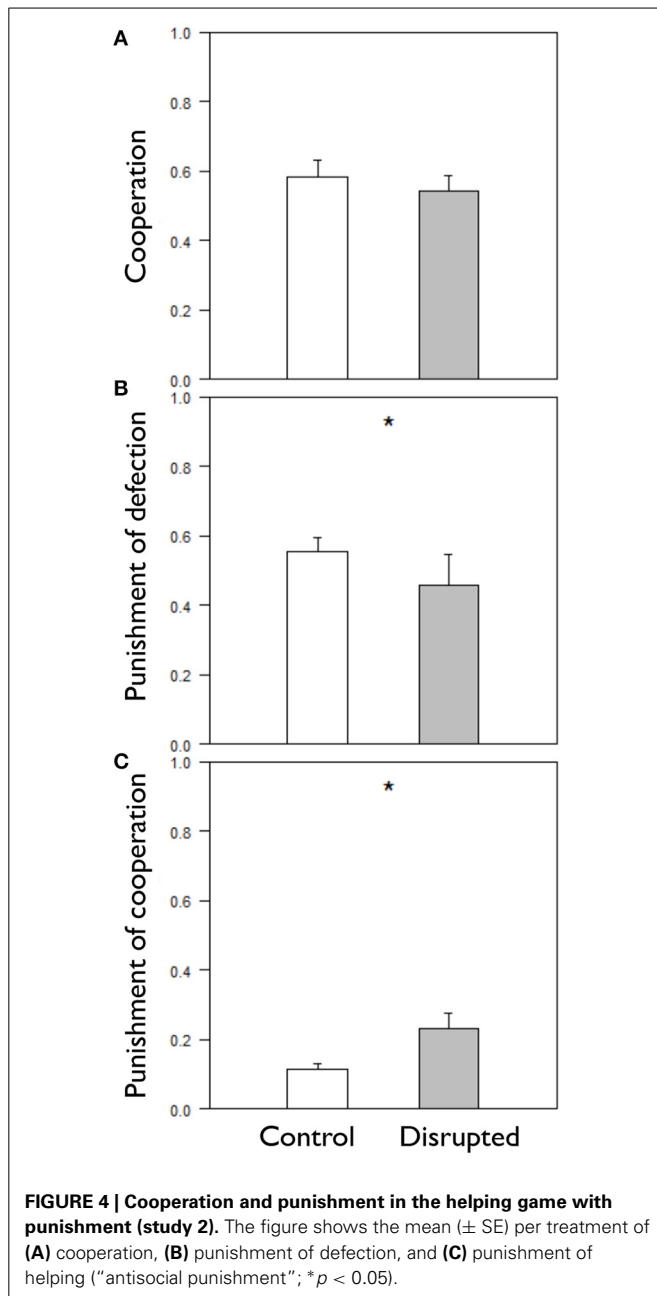 A
1.0
0.8
0.6
0.4
0.2
0.0
Cooperation
B
*
1.0
0.8
0.6
0.4
0.2
0.0
Punishment of defection
C
*
1.0
0.8
0.6
0.4
0.2
0.0
Punishment of cooperation
Control Disrupted
FIGURE 4 | Cooperation and punishment in the helping game with
punishment (study 2). The figure shows the mean (± SE) per treatment of
(A) cooperation, (B) punishment of defection, and (C) punishment of
helping (“antisocial punishment”; *p < 0.05).